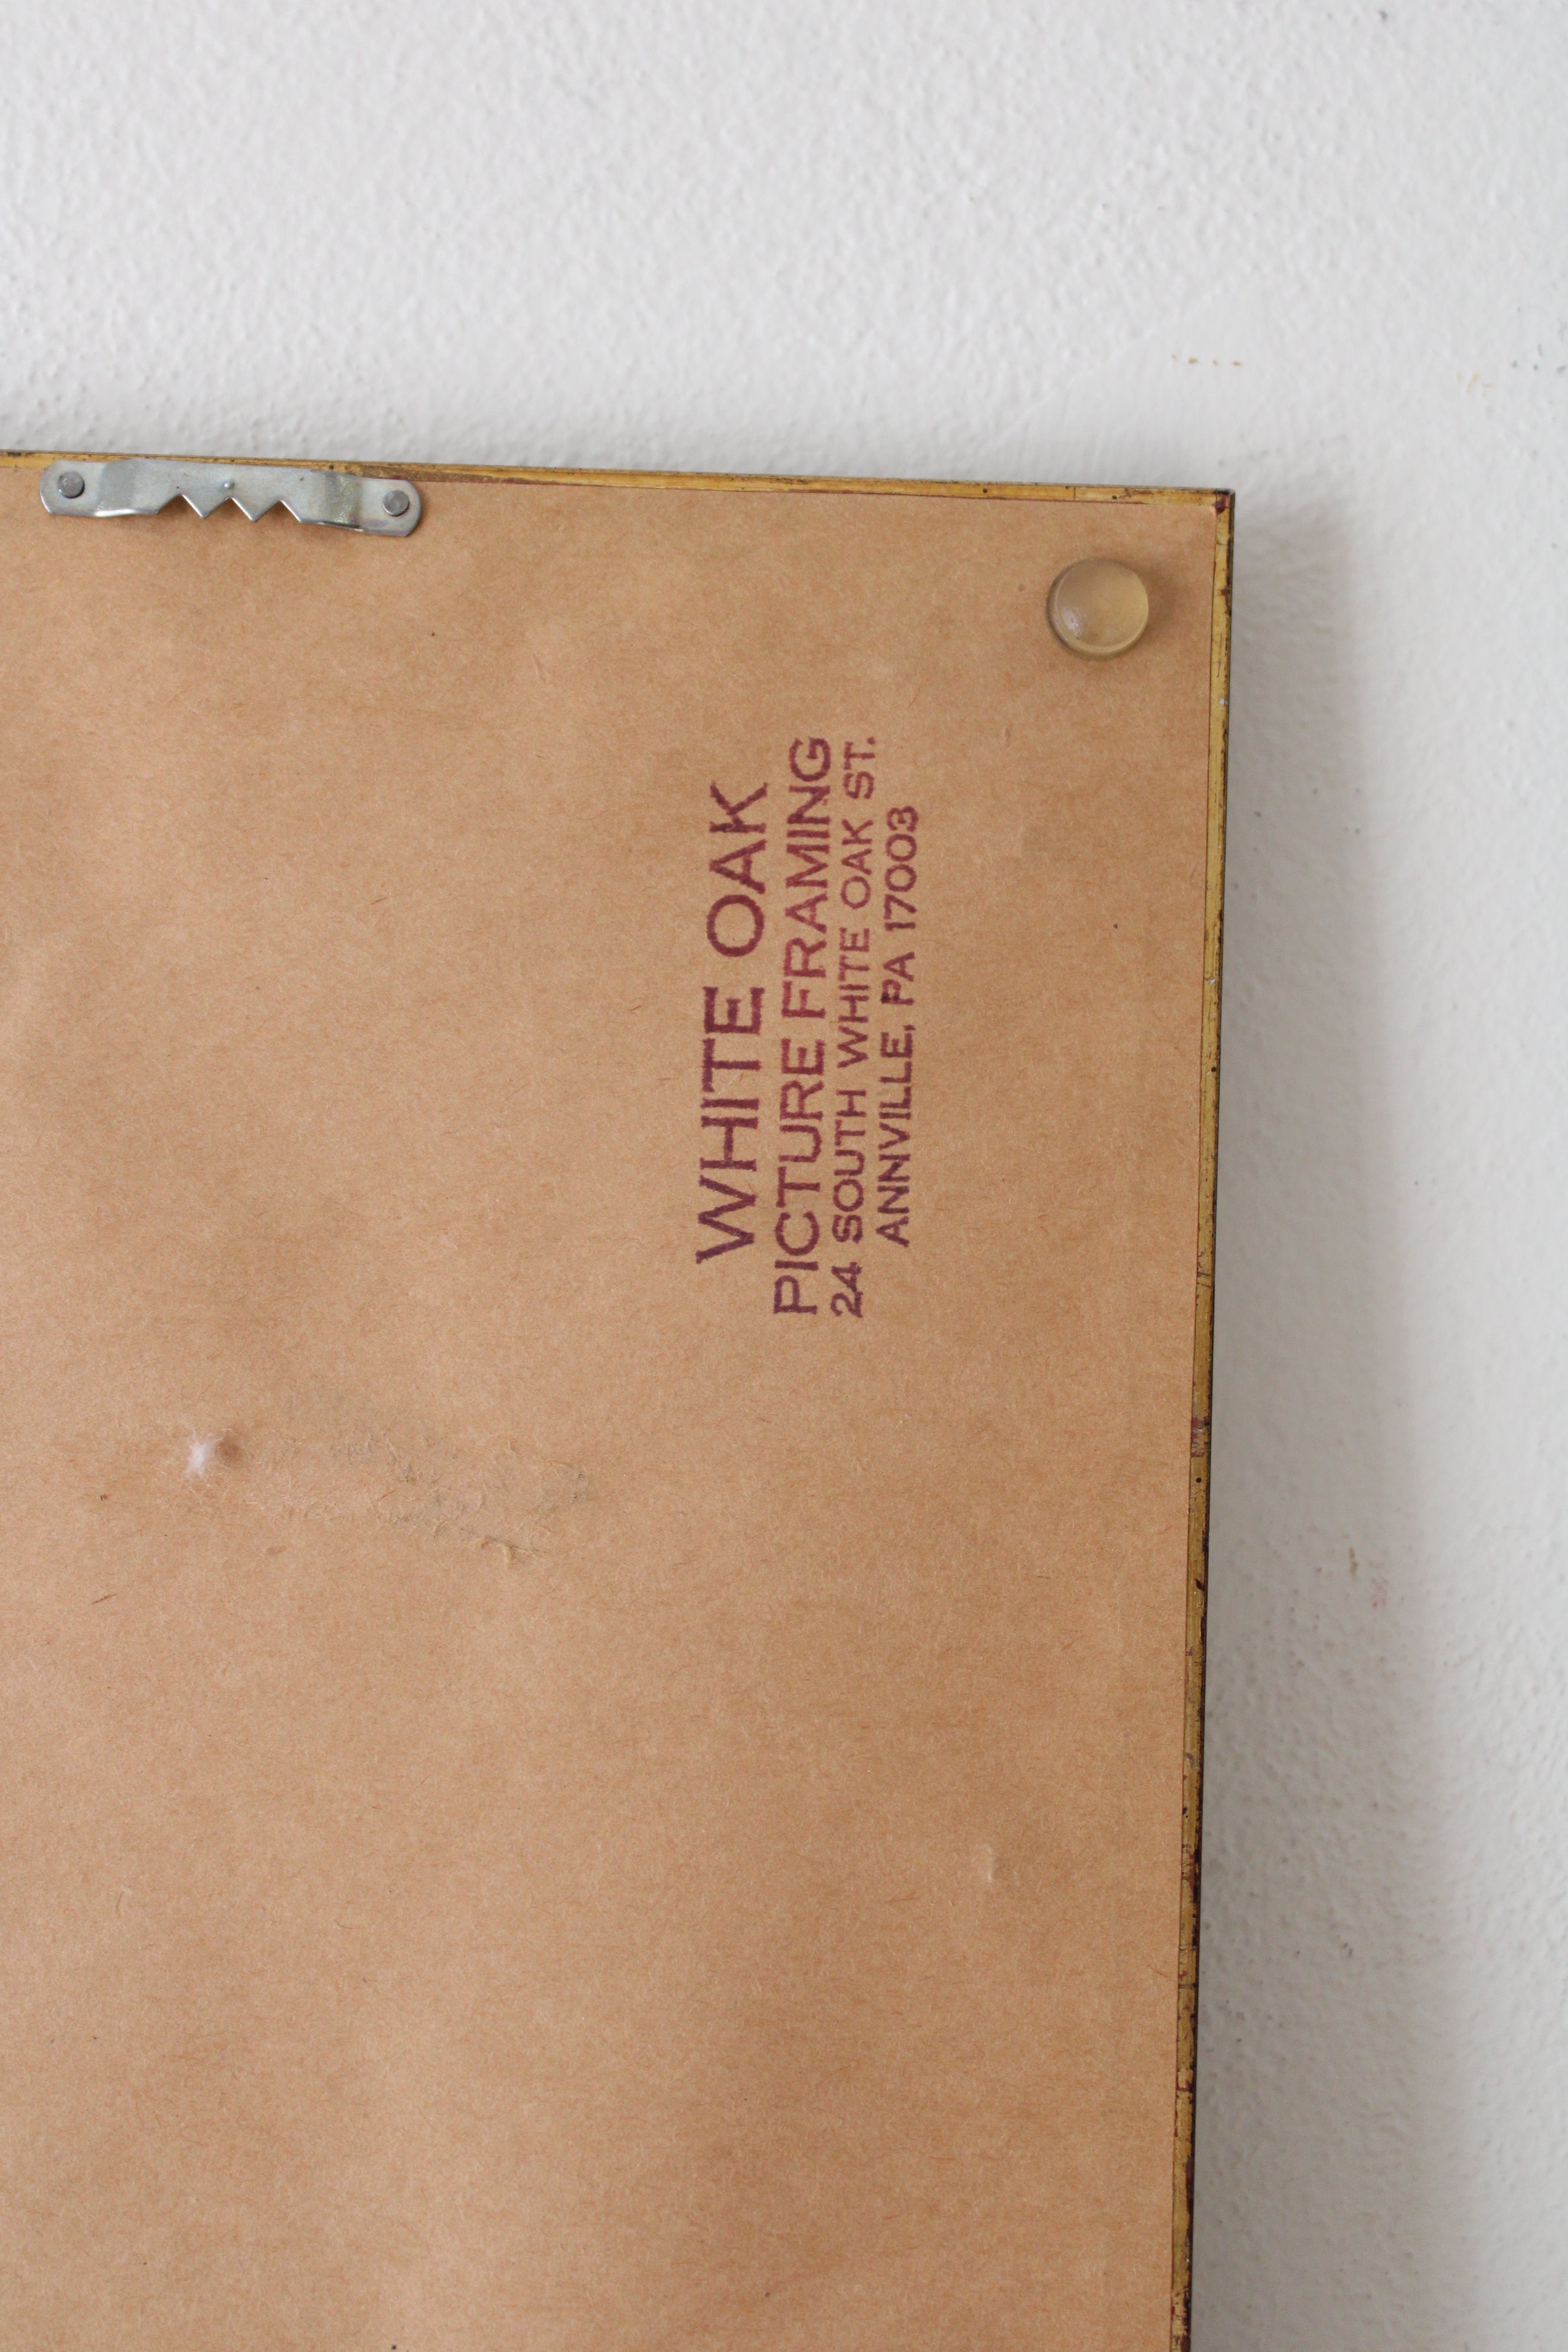 WHITE OAK
PICTURE FRAMING
24 SOUTH WHITE OAK ST.
ANNVILLE, PA 17003